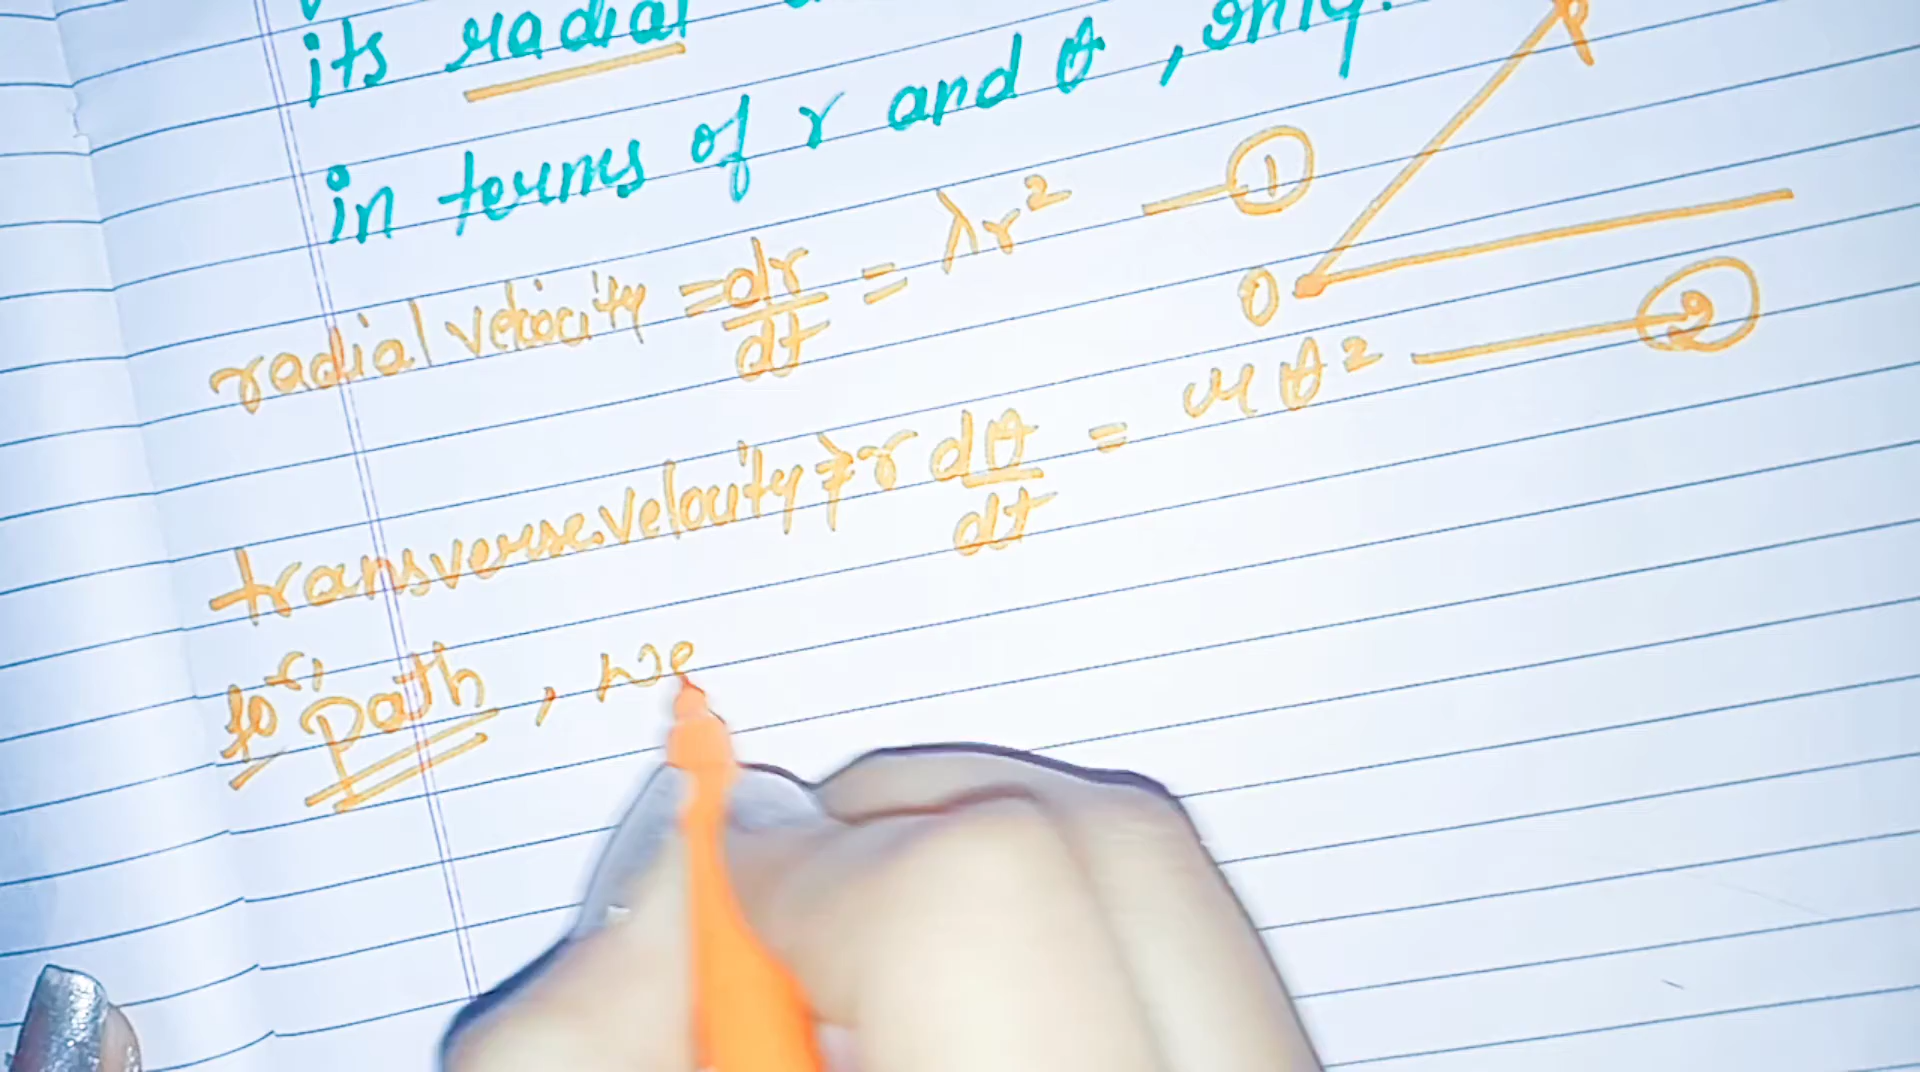 its radial
in terms of r and θ, only.
radial velocity = dr/dt = λr² — ①
O
transverse velocity = r dθ/dt = μθ² — ②
for, Path, we